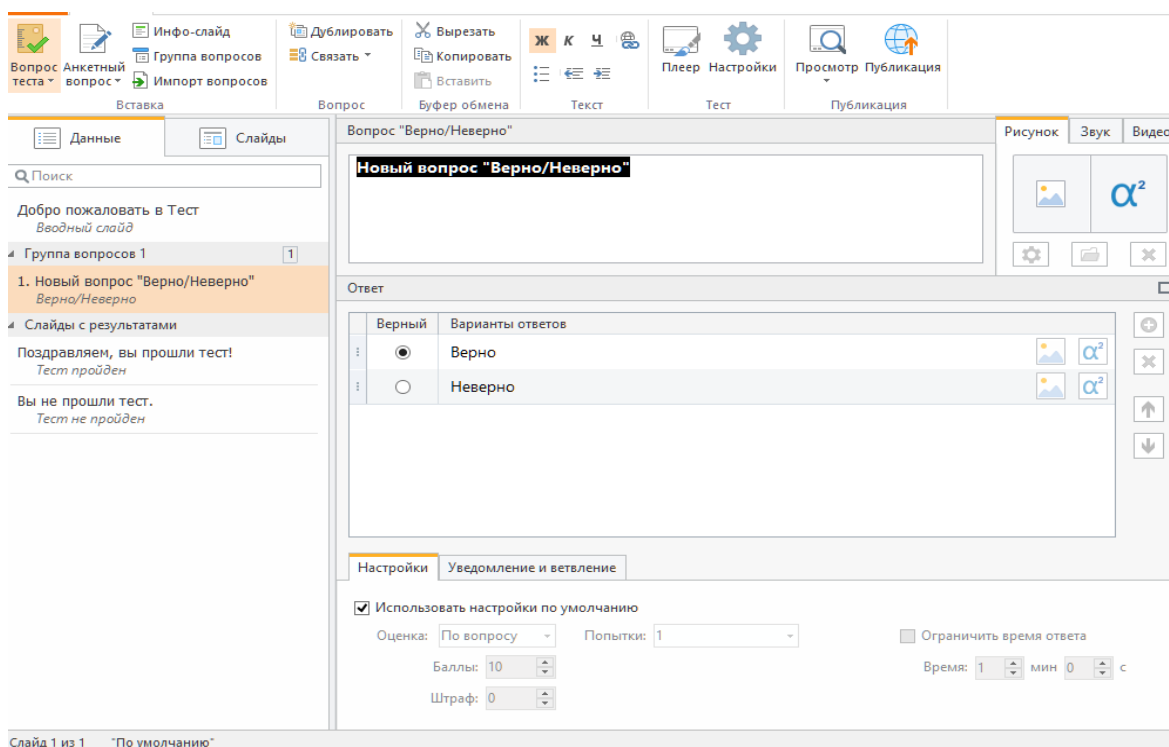 Вопрос теста
Анкетный вопрос
Инфо-слайд
Группа вопросов
Импорт вопросов
Вставка
Дублировать
Связать
Вопрос
Вырезать
Копировать
Вставить
Буфер обмена
Ж К Ч
Текст
Плеер
Настройки
Тест
Просмотр
Публикация
Публикация
Данные
Слайды
Поиск
Добро пожаловать в Тест
Вводный слайд
Группа вопросов 1
1
1. Новый вопрос "Верно/Неверно"
Верно/Неверно
Слайды с результатами
Поздравляем, вы прошли тест!
Тест пройден
Вы не прошли тест.
Тест не пройден
Вопрос "Верно/Неверно"
Новый вопрос "Верно/Неверно"
Рисунок
Звук
Видео
α²
Ответ
Верный
Варианты ответов
Верно
α²
Неверно
α²
Настройки
Уведомление и ветвление
Использовать настройки по умолчанию
Оценка: По вопросу
Попытки: 1
Ограничить время ответа
Баллы: 10
Время: 1 мин 0 с
Штраф: 0
Слайд 1 из 1
"По умолчанию"